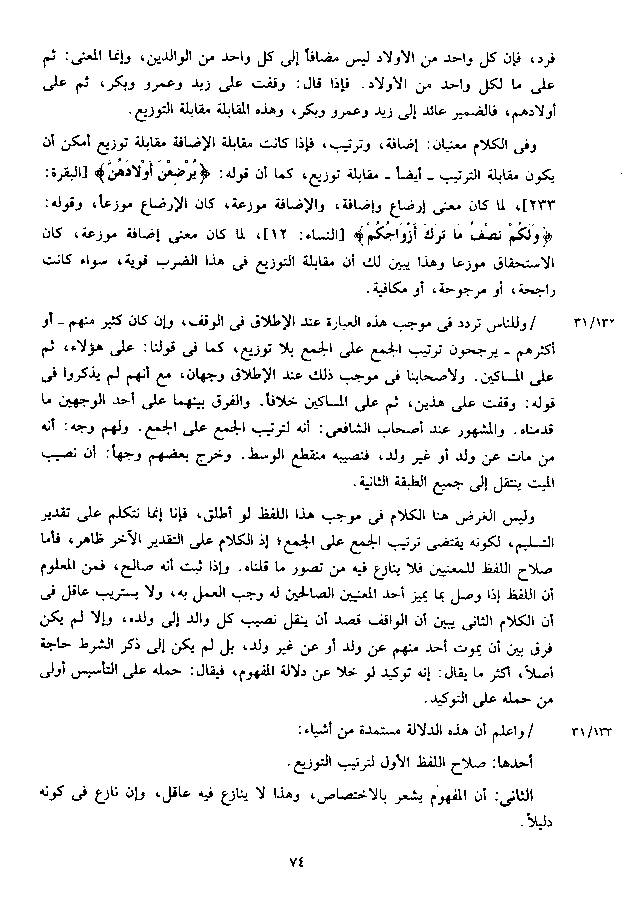 فرد، فإن كل واحد من الأولاد ليس مضافاً إلى كل واحد من الوالدين، وإنما المعنى: ثم
على ما لكل واحد من الأولاد. فإذا قال: وقفت على زيد وعمرو وبكر، ثم على
أولادهم، فالضمير عائد إلى زيد وعمرو وبكر، وهذه المقابلة مقابلة التوزيع.
وفى الكلام معنيان: إضافة، وترتيب، فإذا كانت مقابلة الإضافة مقابلة توزيع أمكن أن
يكون مقابلة الترتيب ـ أيضاً ـ مقابلة توزيع، كما أن قوله: ﴿يُرْضِعْنَ أَوْلادَهُنَّ﴾ [البقرة:
٢٣٣]، لما كان معنى إرضاع وإضافة، والإضافة موزعة، كان الإرضاع موزعاً، وقوله:
﴿وَلَكُمْ نِصْفُ مَا تَرَكَ أَزْوَاجُكُمْ﴾ [النساء: ١٢]، لما كان معنى إضافة موزعة، كان
الاستحقاق موزعا وهذا يبين لك أن مقابلة التوزيع فى هذا الضرب قوية، سواء كانت
راجحة، أو مرجوحة، أو مكافية.
٣١/١٣٢ / وللناس تردد فى موجب هذه العبارة عند الإطلاق فى الوقف، وإن كان كثير منهم ـ أو
أكثرهم ـ يرجحون ترتيب الجمع على الجمع بلا توزيع، كما فى قولنا: على هؤلاء، ثم
على المساكين. ولأصحابنا فى موجب ذلك عند الإطلاق وجهان، مع أنهم لم يذكروا فى
قوله: وقفت على هذين، ثم على المساكين خلافاً. والفرق بينهما على أحد الوجهين ما
قدمناه. والمشهور عند أصحاب الشافعى: أنه لترتيب الجمع على الجمع. ولهم وجه: أنه
من مات عن ولد أو غير ولد، فنصيبه منقطع الوسط. وخرج بعضهم وجهاً: أن نصيب
الميت ينتقل إلى جميع الطبقة الثانية.
وليس الغرض هنا الكلام فى موجب هذا اللفظ لو أطلق، فإنا إنما نتكلم على تقدير
التسليم، لكونه يقتضى ترتيب الجمع على الجمع؛ إذ الكلام على التقدير الآخر ظاهر، فأما
صلاح اللفظ للمعنيين فلا ينازع فيه من تصور ما قلناه. وإذا ثبت أنه صالح، فمن المعلوم
أن اللفظ إذا وصل بما يميز أحد المعنيين الصالحين له وجب العمل به، ولا يستريب عاقل فى
أن الكلام الثانى يبين أن الواقف قصد أن ينقل نصيب كل والد إلى ولده، وإلا لم يكن
فرق بين أن يموت أحد منهم عن ولد أو عن غير ولد، بل لم يكن إلى ذكر الشرط حاجة
أصلاً، أكثر ما يقال: إنه توكيد لو خلا عن دلالة المفهوم، فيقال: حمله على التأسيس أولى
من حمله على التوكيد.
٣١/١٣٣ / واعلم أن هذه الدلالة مستمدة من أشياء:
أحدها: صلاح اللفظ الأول لترتيب التوزيع.
الثانى: أن المفهوم يشعر بالاختصاص، وهذا لا ينازع فيه عاقل، وإن نازع فى كونه
دليلاً.
٧٤